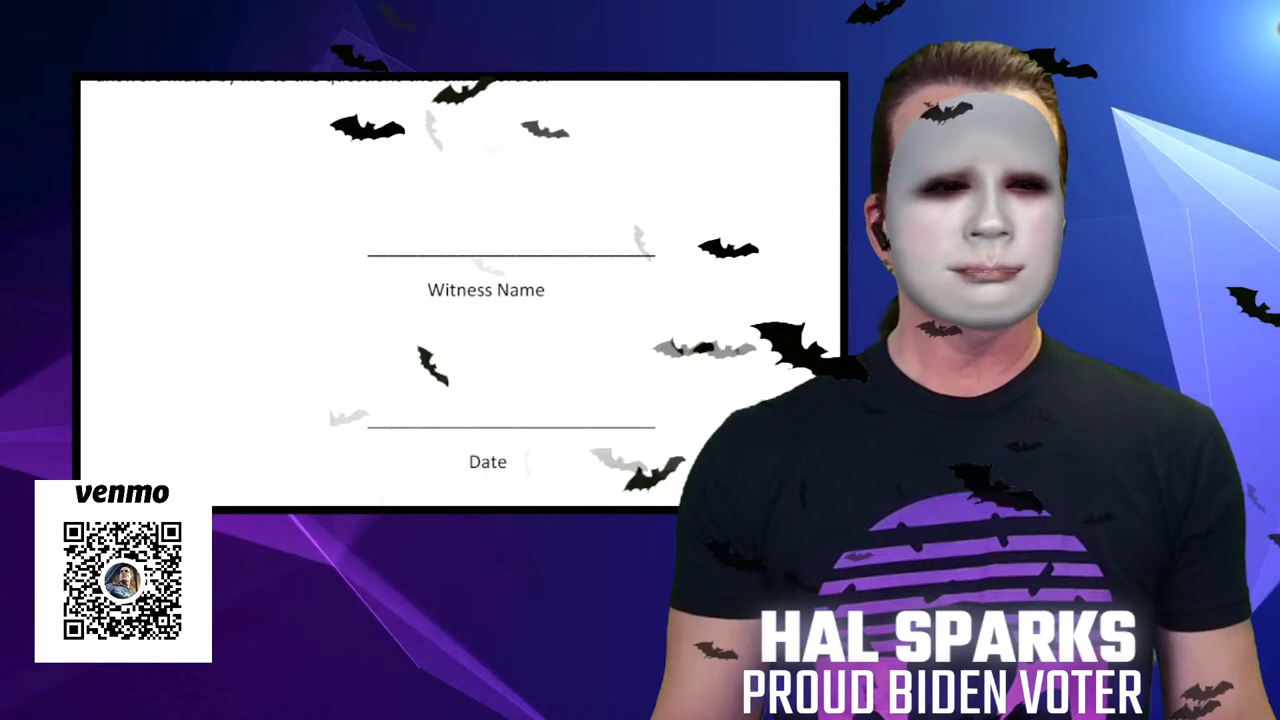 Witness Name
Date
venmo
HAL SPARKS
PROUD BIDEN VOTER